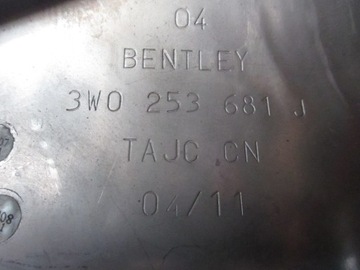 04
BENTLEY
3W0 253 681 J
TAJC CN
04/11